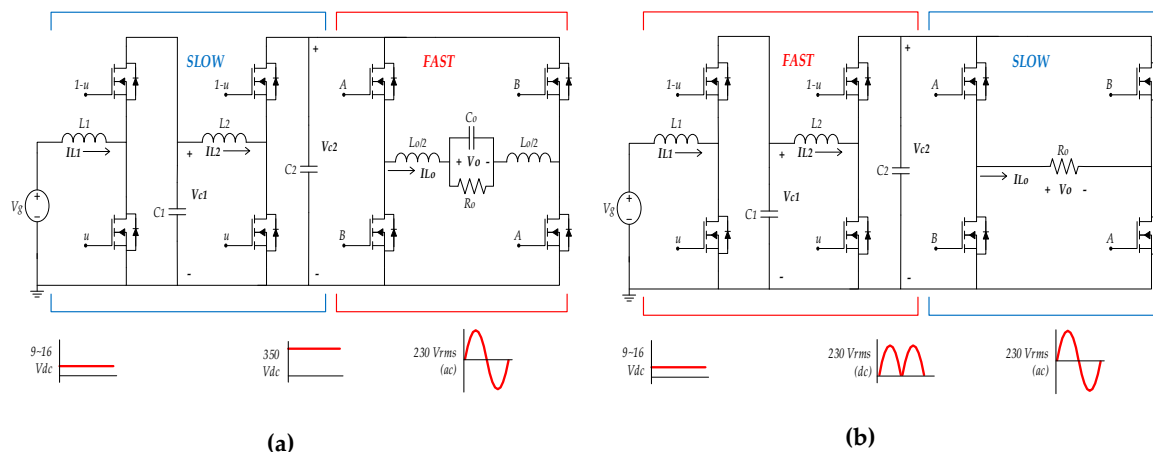 SLOW
FAST
1-u
1-u
A
B
L1
L2
Co
Lo/2
Lo/2
IL1
IL2
+
Vc2
+ Vo -
ILo
Ro
Vg
C2
C1
Vc1
u
u
B
A
-
-
9~16
Vdc
350
Vdc
230 Vrms
(ac)
(a)
FAST
SLOW
1-u
1-u
A
B
L1
L2
IL1
IL2
+
+
Vc2
Ro
ILo
+ Vo -
Vg
C2
C1
Vc1
u
u
B
A
-
-
9~16
Vdc
230 Vrms
(dc)
230 Vrms
(ac)
(b)